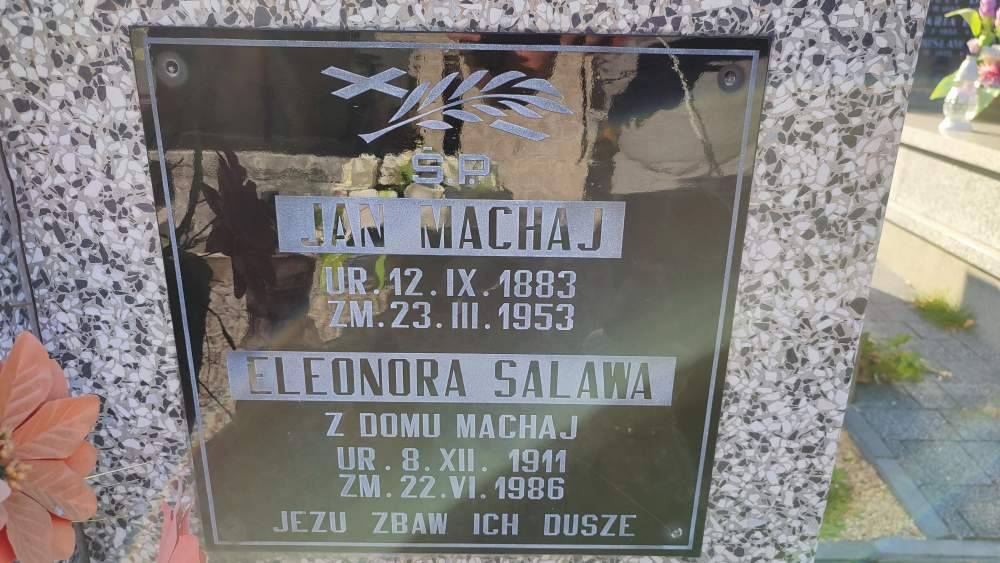 Ś.P.
JAN MACHAJ
UR. 12. IX. 1883
ZM. 23. III. 1953
ELEONORA SALAWA
Z DOMU MACHAJ
UR. 8. XII. 1911
ZM. 22. VI. 1986
JEZU ZBAW ICH DUSZE